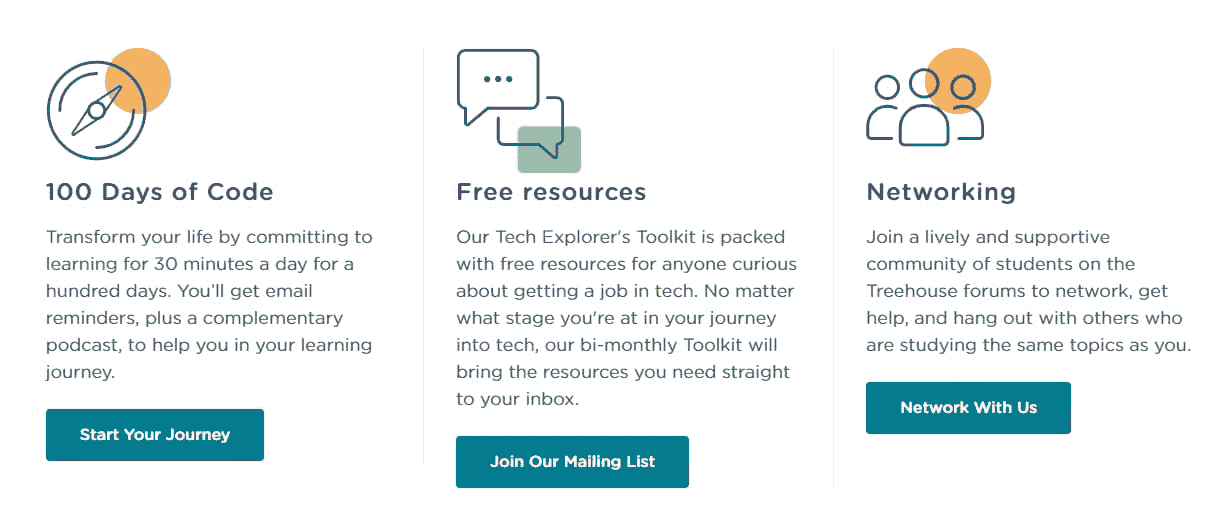 100 Days of Code
Transform your life by committing to
learning for 30 minutes a day for a
hundred days. You’ll get email
reminders, plus a complementary
podcast, to help you in your learning
journey.
Start Your Journey
Free resources
Our Tech Explorer's Toolkit is packed
with free resources for anyone curious
about getting a job in tech. No matter
what stage you're at in your journey
into tech, our bi-monthly Toolkit will
bring the resources you need straight
to your inbox.
Join Our Mailing List
Networking
Join a lively and supportive
community of students on the
Treehouse forums to network, get
help, and hang out with others who
are studying the same topics as you.
Network With Us